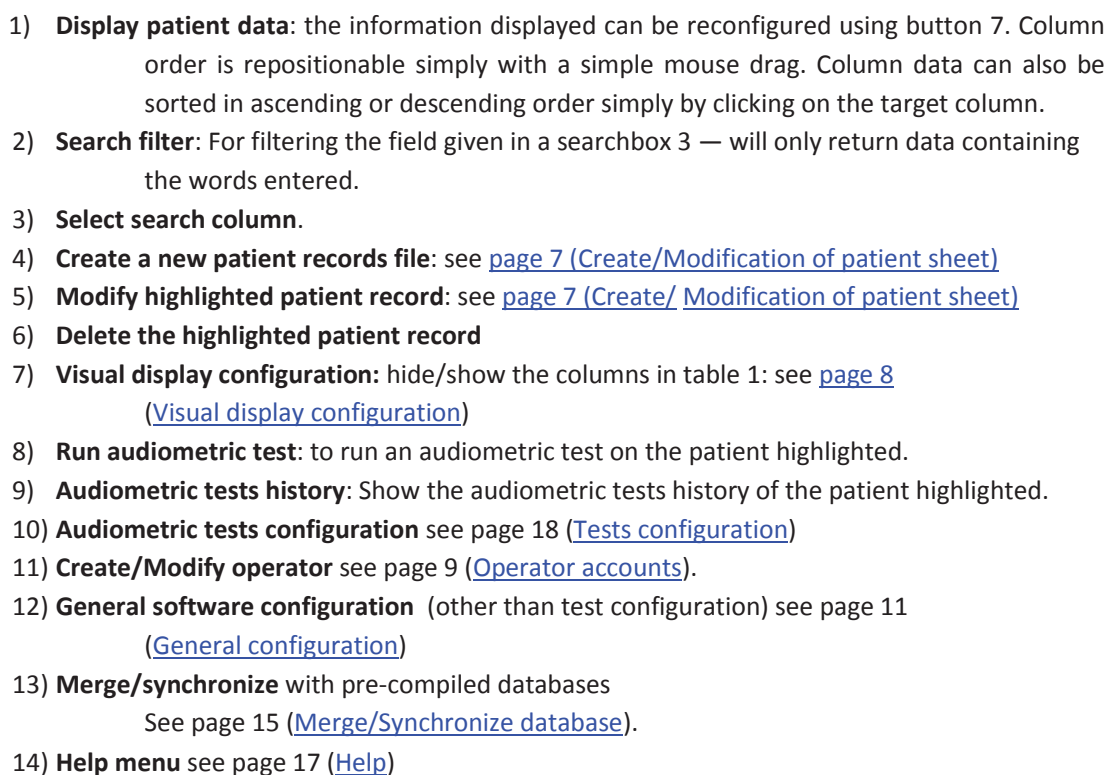 1) Display patient data: the information displayed can be reconfigured using button 7. Column
order is repositionable simply with a simple mouse drag. Column data can also be
sorted in ascending or descending order simply by clicking on the target column.
2) Search filter: For filtering the field given in a searchbox 3 — will only return data containing
the words entered.
3) Select search column.
4) Create a new patient records file: see page 7 (Create/Modification of patient sheet)
5) Modify highlighted patient record: see page 7 (Create/ Modification of patient sheet)
6) Delete the highlighted patient record
7) Visual display configuration: hide/show the columns in table 1: see page 8
(Visual display configuration)
8) Run audiometric test: to run an audiometric test on the patient highlighted.
9) Audiometric tests history: Show the audiometric tests history of the patient highlighted.
10) Audiometric tests configuration see page 18 (Tests configuration)
11) Create/Modify operator see page 9 (Operator accounts).
12) General software configuration (other than test configuration) see page 11
(General configuration)
13) Merge/synchronize with pre-compiled databases
See page 15 (Merge/Synchronize database).
14) Help menu see page 17 (Help)